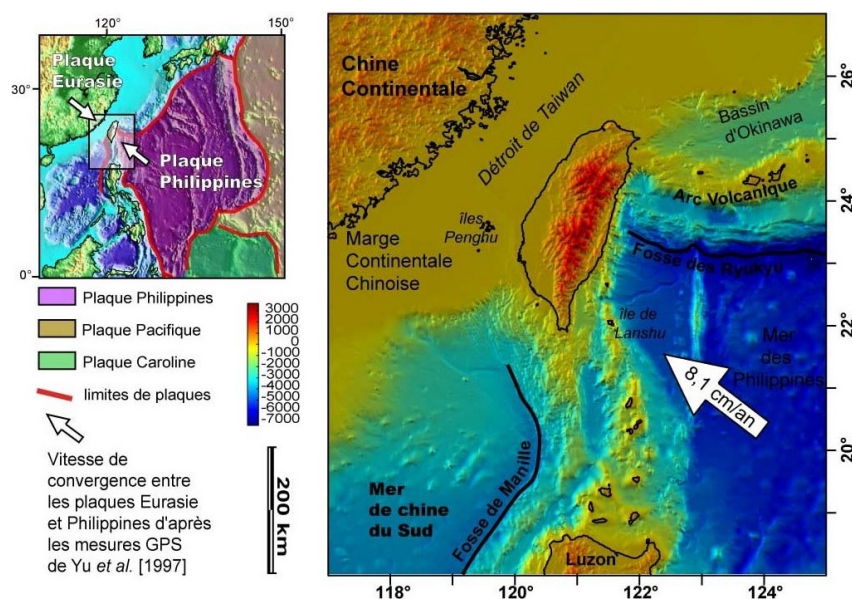 120°
150°
Plaque
Eurasie
30°
Plaque
Philippines
0°
Plaque Philippines
Plaque Pacifique
Plaque Caroline
limites de plaques
3000
2000
1000
0
-1000
-2000
-3000
-4000
-5000
-6000
-7000
Vitesse de
convergence entre
les plaques Eurasie
et Philippines d'après
les mesures GPS
de Yu et al. [1997]
200 km
Chine
Continentale
Détroit de Taiwan
Bassin
d'Okinawa
Arc Volcanique
îles
Penghu
Marge
Continentale
Chinoise
Fosse des Ryukyu
île de
Lanshu
Mer
des
Philippines
8,1 cm/an
Mer
de chine
du Sud
Fosse de Manille
Luzon
26°
24°
22°
20°
118°
120°
122°
124°